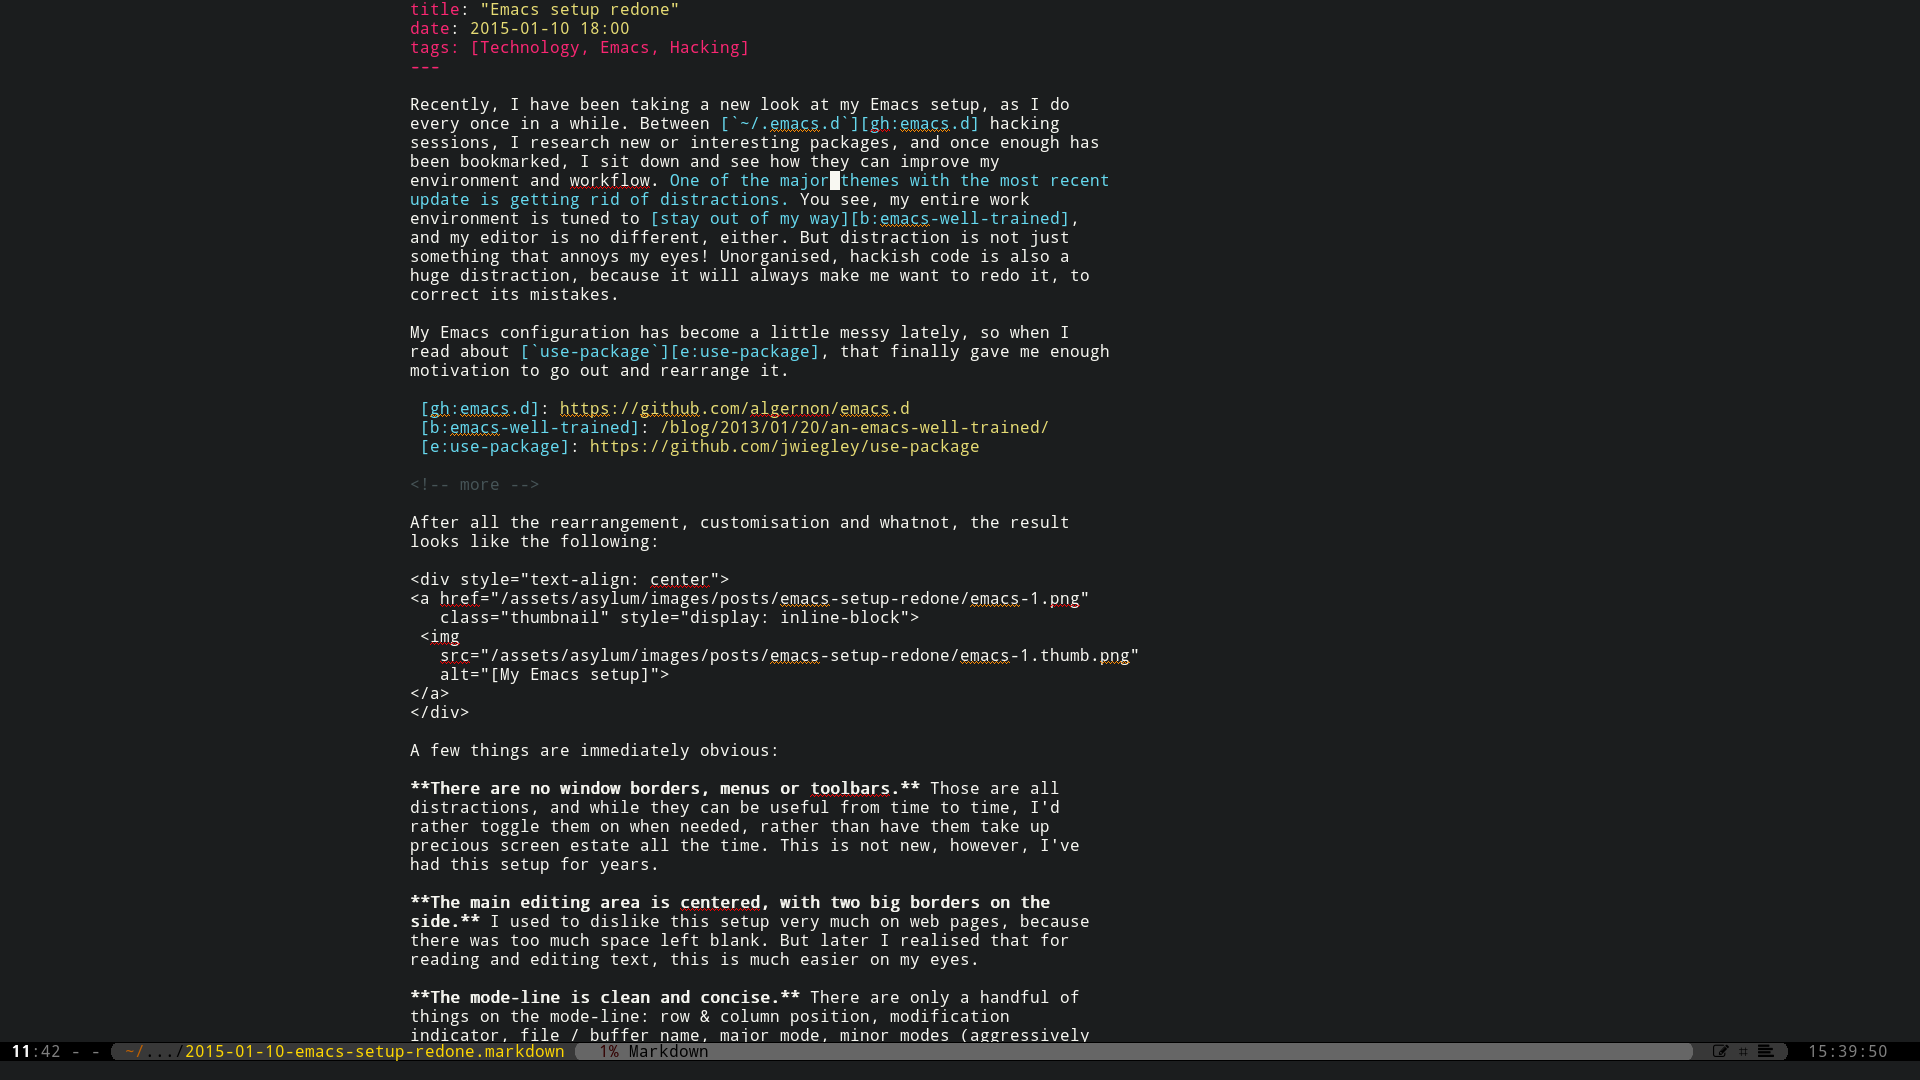 title: "Emacs setup redone"
date: 2015-01-10 18:00
tags: [Technology, Emacs, Hacking]
---
Recently, I have been taking a new look at my Emacs setup, as I do
every once in a while. Between [`~/.emacs.d`][gh:emacs.d] hacking
sessions, I research new or interesting packages, and once enough has
been bookmarked, I sit down and see how they can improve my
environment and workflow. One of the major themes with the most recent
update is getting rid of distractions. You see, my entire work
environment is tuned to [stay out of my way][b:emacs-well-trained],
and my editor is no different, either. But distraction is not just
something that annoys my eyes! Unorganised, hackish code is also a
huge distraction, because it will always make me want to redo it, to
correct its mistakes.
My Emacs configuration has become a little messy lately, so when I
read about [`use-package`][e:use-package], that finally gave me enough
motivation to go out and rearrange it.
[gh:emacs.d]: https://github.com/algernon/emacs.d
[b:emacs-well-trained]: /blog/2013/01/20/an-emacs-well-trained/
[e:use-package]: https://github.com/jwiegley/use-package
<!-- more -->
After all the rearrangement, customisation and whatnot, the result
looks like the following:
<div style="text-align: center">
<a href="/assets/asylum/images/posts/emacs-setup-redone/emacs-1.png"
class="thumbnail" style="display: inline-block">
<img
src="/assets/asylum/images/posts/emacs-setup-redone/emacs-1.thumb.png"
alt="[My Emacs setup]">
</a>
</div>
A few things are immediately obvious:
**There are no window borders, menus or toolbars.** Those are all
distractions, and while they can be useful from time to time, I'd
rather toggle them on when needed, rather than have them take up
precious screen estate all the time. This is not new, however, I've
had this setup for years.
**The main editing area is centered, with two big borders on the
side.** I used to dislike this setup very much on web pages, because
there was too much space left blank. But later I realised that for
reading and editing text, this is much easier on my eyes.
**The mode-line is clean and concise.** There are only a handful of
things on the mode-line: row & column position, modification
indicator, file / buffer name, major mode, minor modes (aggressively
11:42 - - ~/.../2015-01-10-emacs-setup-redone.markdown 1% Markdown ⌗ 15:39:50